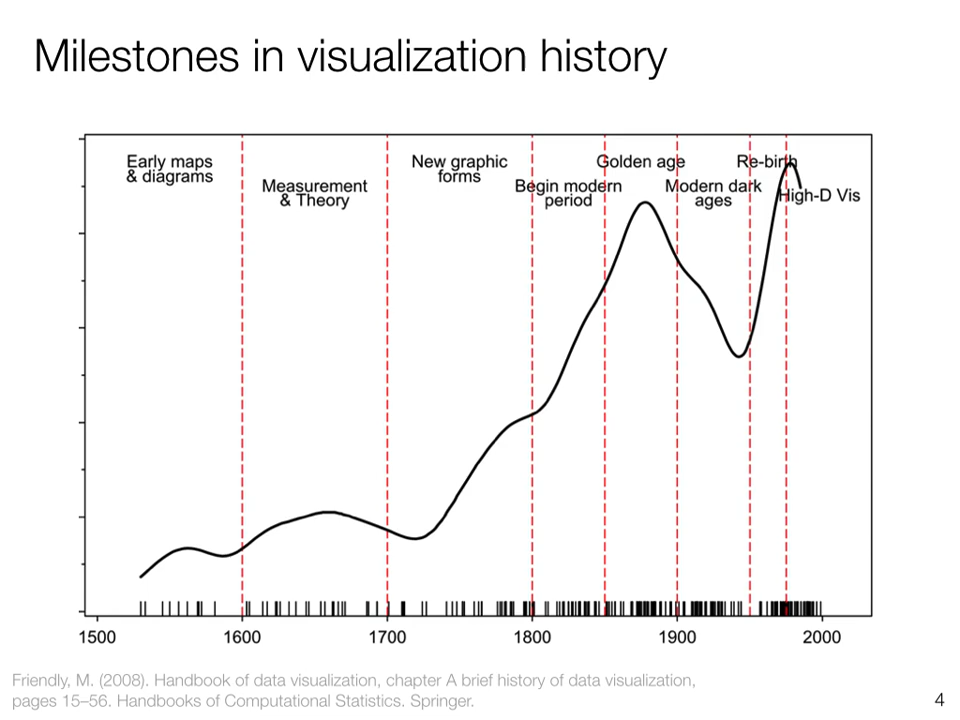 Milestones in visualization history
Early maps
& diagrams
Measurement
& Theory
New graphic
forms
Begin modern
period
Golden age
Modern dark
ages
Re-birth
High-D Vis
1500 1600 1700 1800 1900 2000
Friendly, M. (2008). Handbook of data visualization, chapter A brief history of data visualization,
pages 15–56. Handbooks of Computational Statistics. Springer.
4